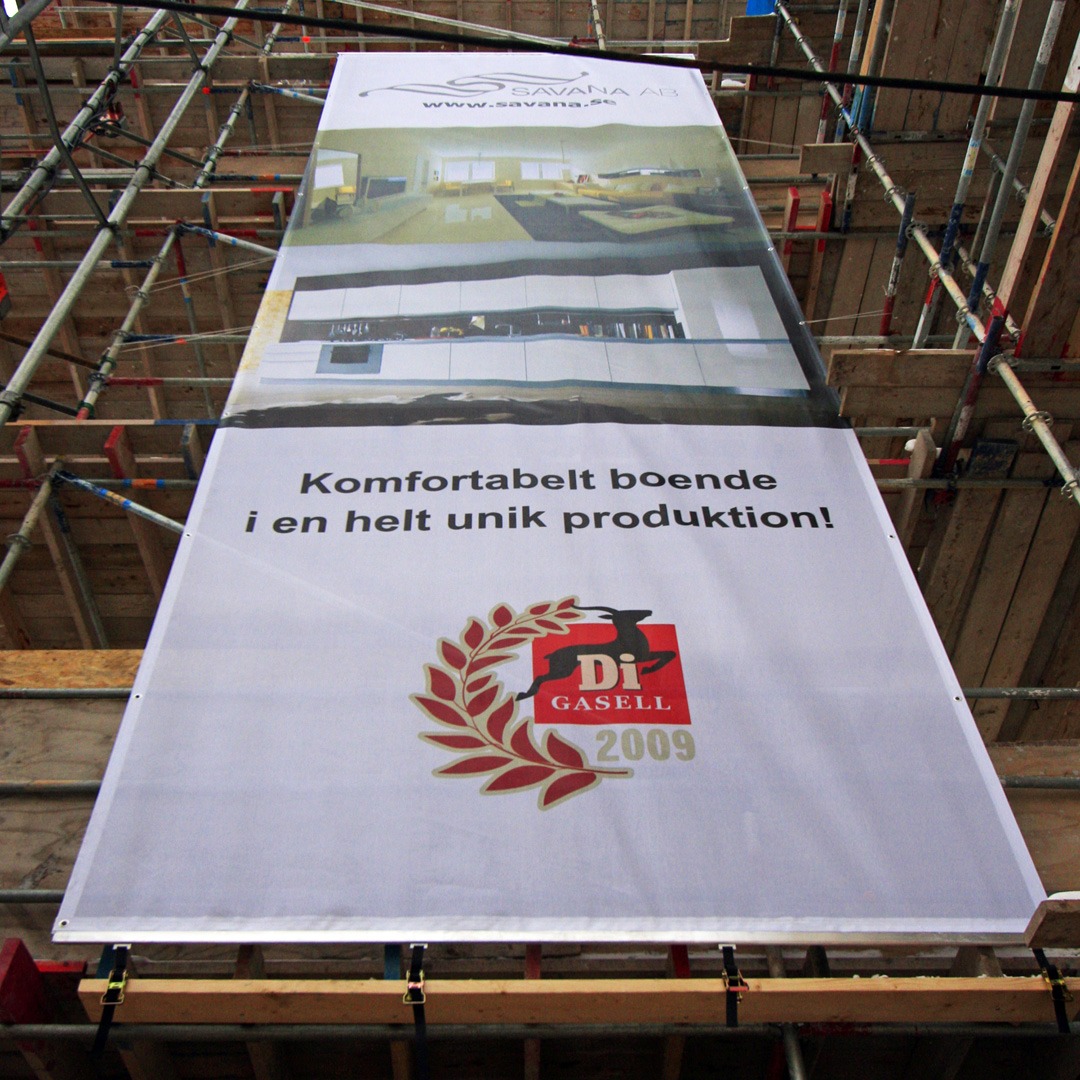 SAVANA AB
www.savana.se
Komfortabelt boende
i en helt unik produktion!
Di
GASELL
2009